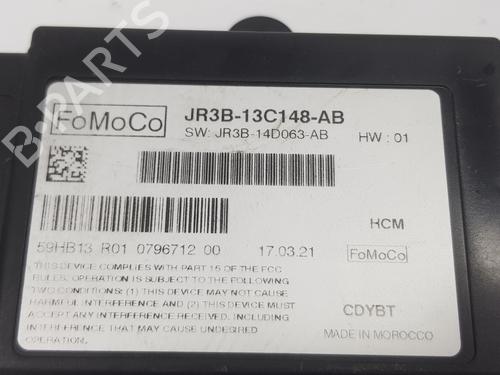 B-PARTS
FoMoCo
JR3B-13C148-AB
SW: JR3B-14D063-AB
HW : 01
HCM
59HB13 R01 0796712 00
17.03.21
FoMoCo
THIS DEVICE COMPLIES WITH PART 15 OF THE FCC
RULES. OPERATION IS SUBJECT TO THE FOLLOWING
TWO CONDITIONS: (1) THIS DEVICE MAY NOT CAUSE
HARMFUL INTERFERENCE AND (2) THIS DEVICE MUST
ACCEPT ANY INTERFERENCE RECEIVED, INCLUDING
INTERFERENCE THAT MAY CAUSE UNDESIRED
OPERATION.
CDYBT
MADE IN MOROCCO